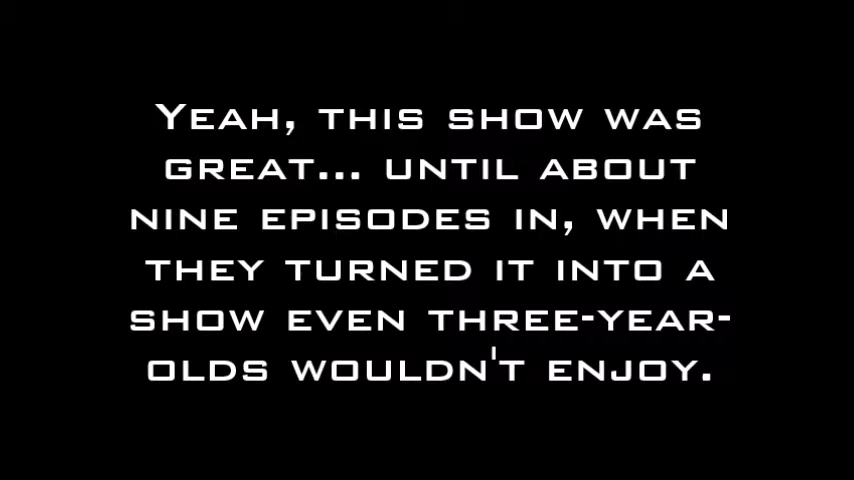 Yeah, this show was
great... until about
nine episodes in, when
they turned it into a
show even three-year-
olds wouldn't enjoy.